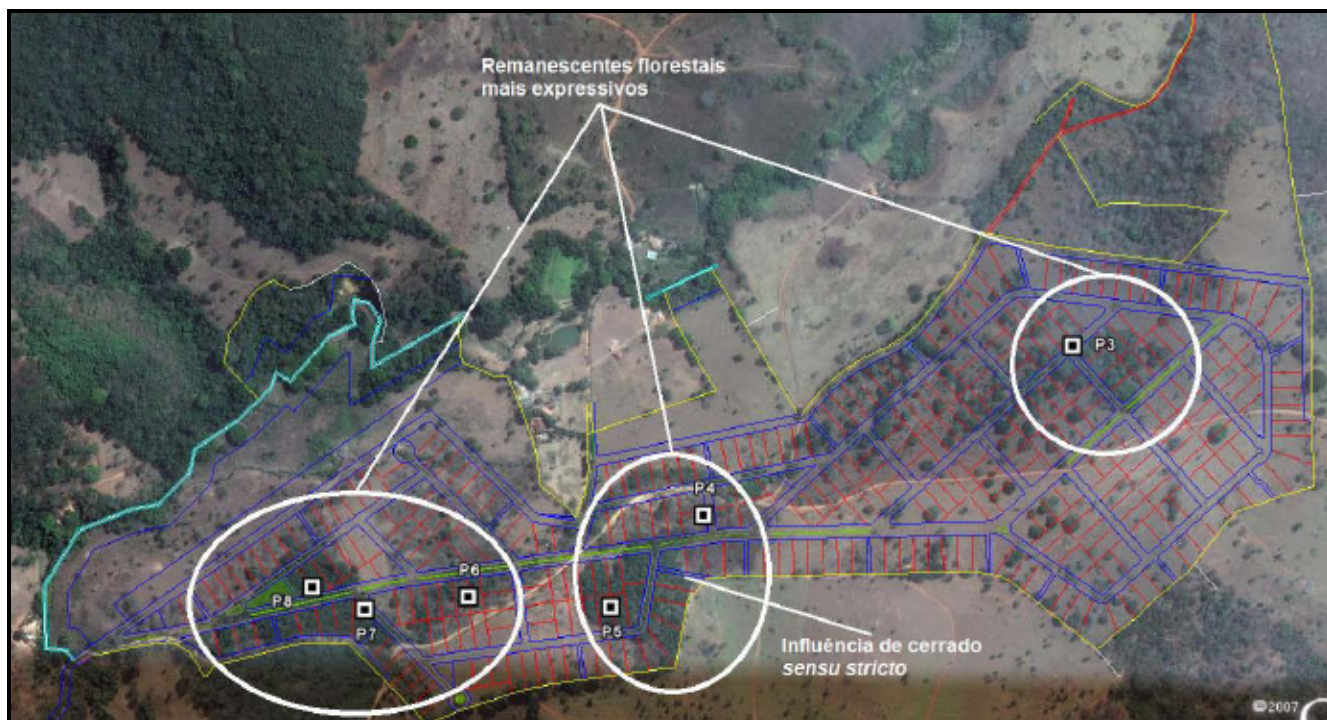 Remanescentes florestais
mais expressivos
P3
P4
P6
P8
P7
P5
Influência de cerrado
sensu stricto
©2007